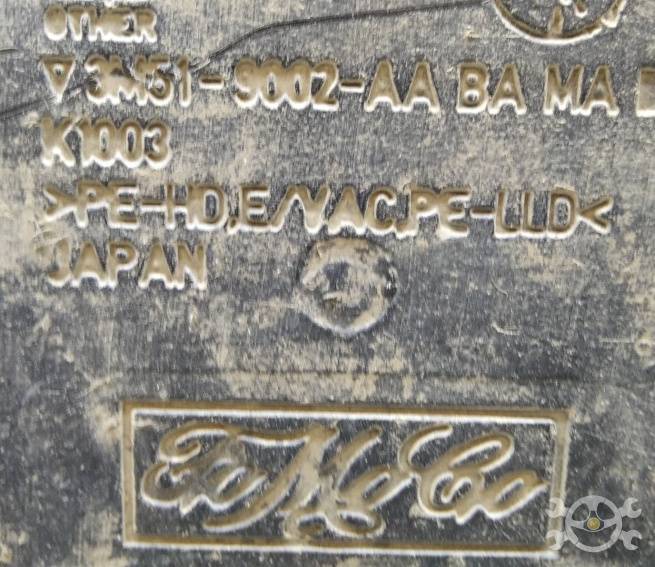 OTHER
▽ 3M51-9002-AA BA MA
K1003
>PE-HD,E/VAC,PE-LLD<
JAPAN
FoMoCo